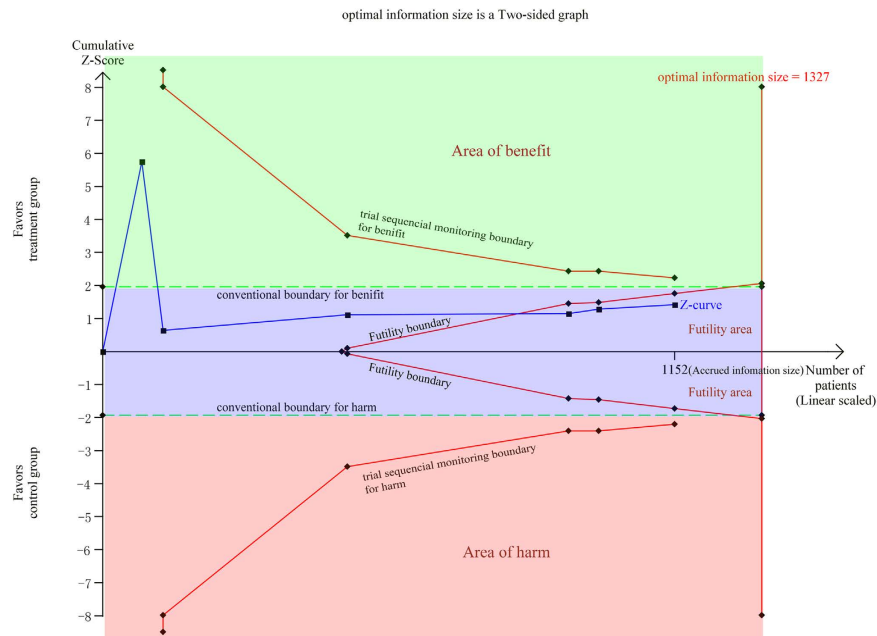 optimal information size is a Two-sided graph
Cumulative
Z-Score
optimal information size = 1327
8
7
6
5
4
3
2
1
-1
-2
-3
-4
-5
-6
-7
-8
Favors
treatment group
Favors
control group
Area of benefit
trial sequencial monitoring boundary
for benifit
conventional boundary for benifit
Z-curve
Futility boundary
Futility area
Futility boundary
1152(Accrued infomation size)
Number of
patients
(Linear scaled)
Futility area
conventional boundary for harm
trial sequencial monitoring boundary
for harm
Area of harm